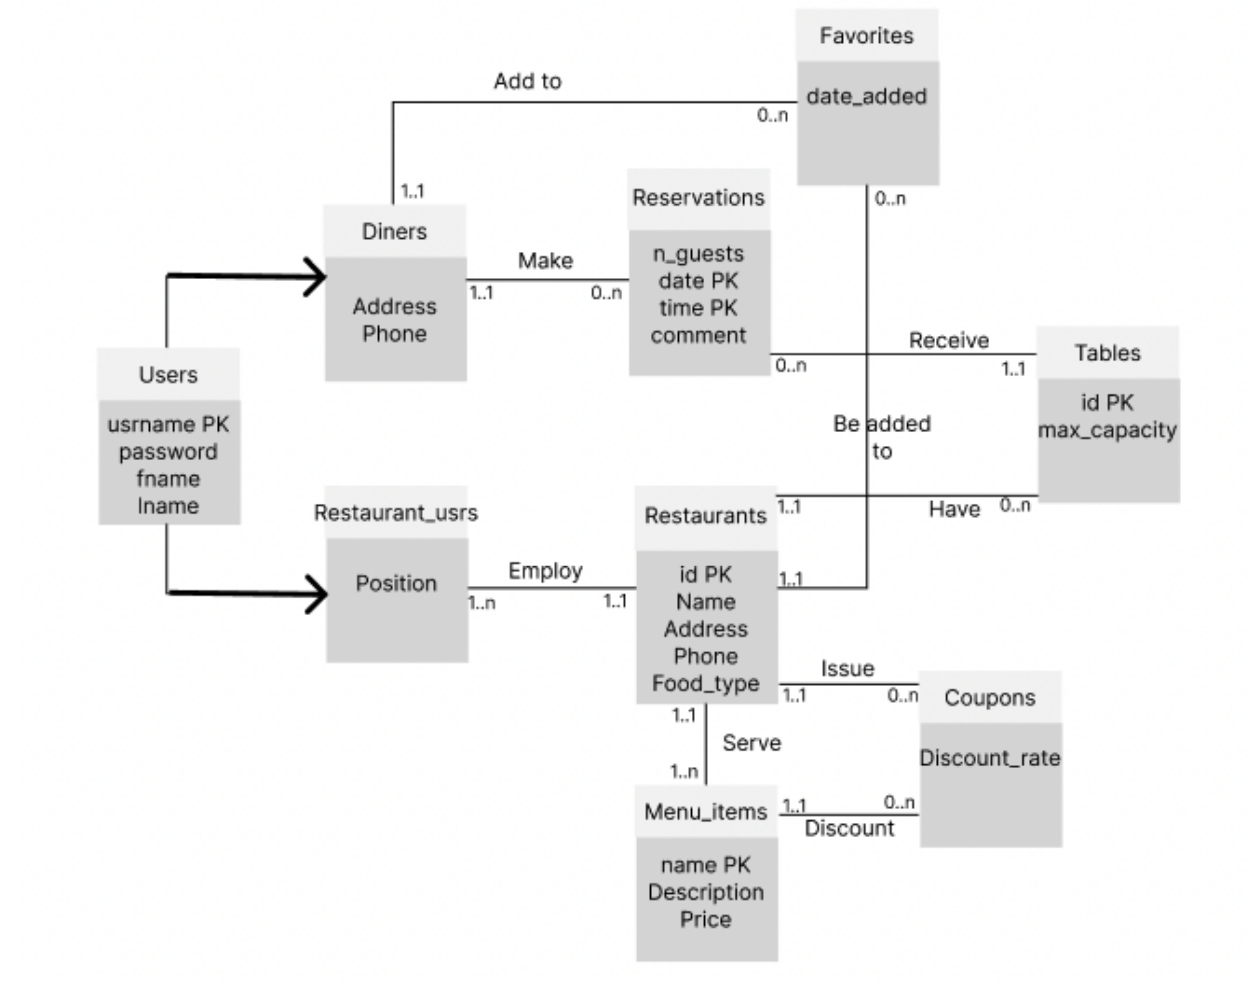 Favorites
date_added
Add to
0..n
1..1
0..n
Diners
Address
Phone
Make
1..1
0..n
Reservations
n_guests
date PK
time PK
comment
Receive
0..n
1..1
Tables
id PK
max_capacity
Users
usrname PK
password
fname
lname
Be added
to
Restaurant_usrs
Position
Employ
1..n
1..1
Restaurants
id PK
Name
Address
Phone
Food_type
1..1
Have
0..n
1..1
Issue
1..1
0..n
Coupons
Discount_rate
1..1
Serve
1..n
Menu_items
name PK
Description
Price
1..1
0..n
Discount